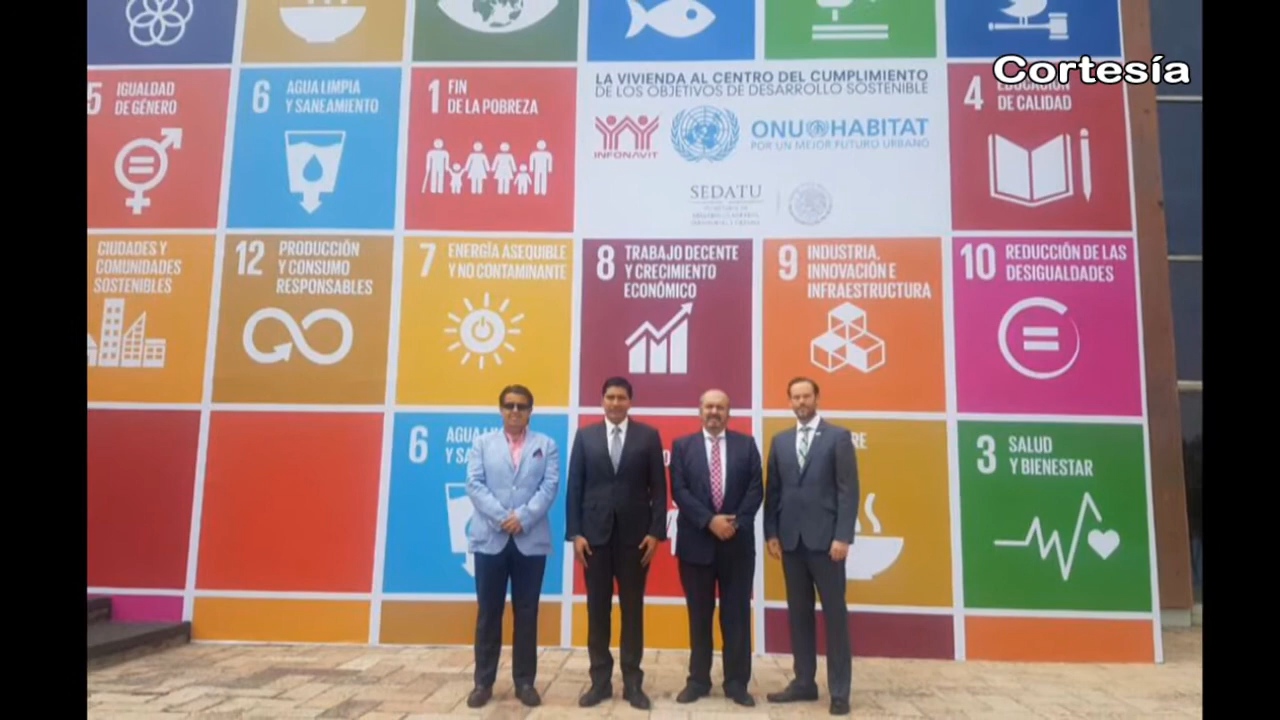 Cortesía
5 IGUALDAD
DE GÉNERO
6 AGUA LIMPIA
Y SANEAMIENTO
1 FIN
DE LA POBREZA
LA VIVIENDA AL CENTRO DEL CUMPLIMIENTO
DE LOS OBJETIVOS DE DESARROLLO SOSTENIBLE
INFONAVIT
ONU HABITAT
POR UN MEJOR FUTURO URBANO
SEDATU
4 EDUCACIÓN
DE CALIDAD
CIUDADES Y
COMUNIDADES
SOSTENIBLES
12 PRODUCCIÓN
Y CONSUMO
RESPONSABLES
7 ENERGÍA ASEQUIBLE
Y NO CONTAMINANTE
8 TRABAJO DECENTE
Y CRECIMIENTO
ECONÓMICO
9 INDUSTRIA,
INNOVACIÓN E
INFRAESTRUCTURA
10 REDUCCIÓN DE LAS
DESIGUALDADES
6 AGUA
Y SA
RE
3 SALUD
Y BIENESTAR